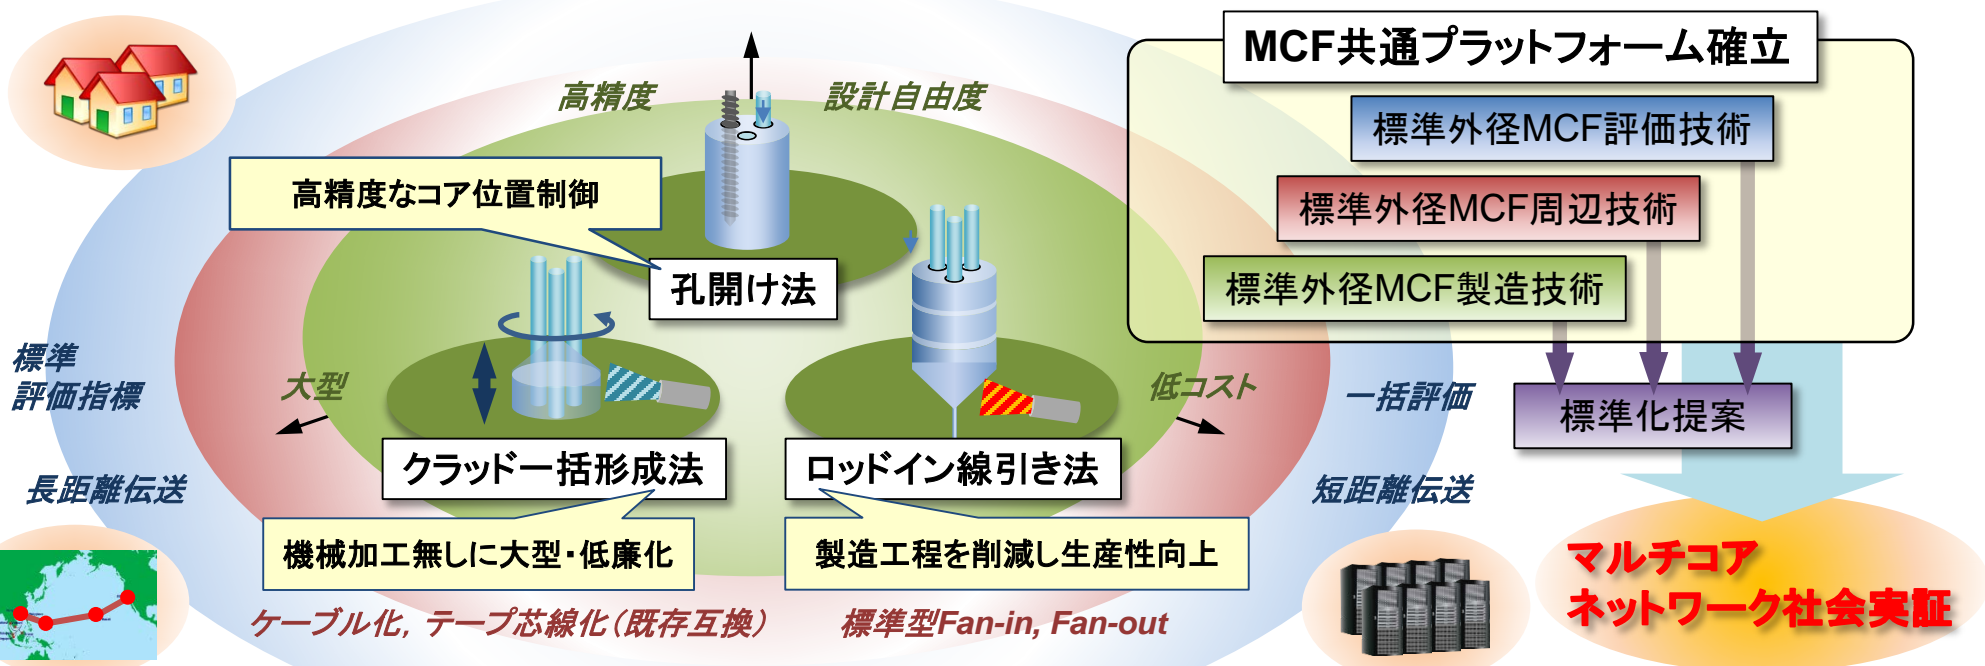 MCF共通プラットフォーム確立
標準外径MCF評価技術
標準外径MCF周辺技術
標準外径MCF製造技術
標準化提案
マルチコア
ネットワーク社会実証
高精度
設計自由度
高精度なコア位置制御
孔開け法
標準
評価指標
大型
低コスト
一括評価
クラッド一括形成法
ロッドイン線引き法
長距離伝送
短距離伝送
機械加工無しに大型・低廉化
製造工程を削減し生産性向上
ケーブル化, テープ芯線化(既存互換)
標準型Fan-in, Fan-out